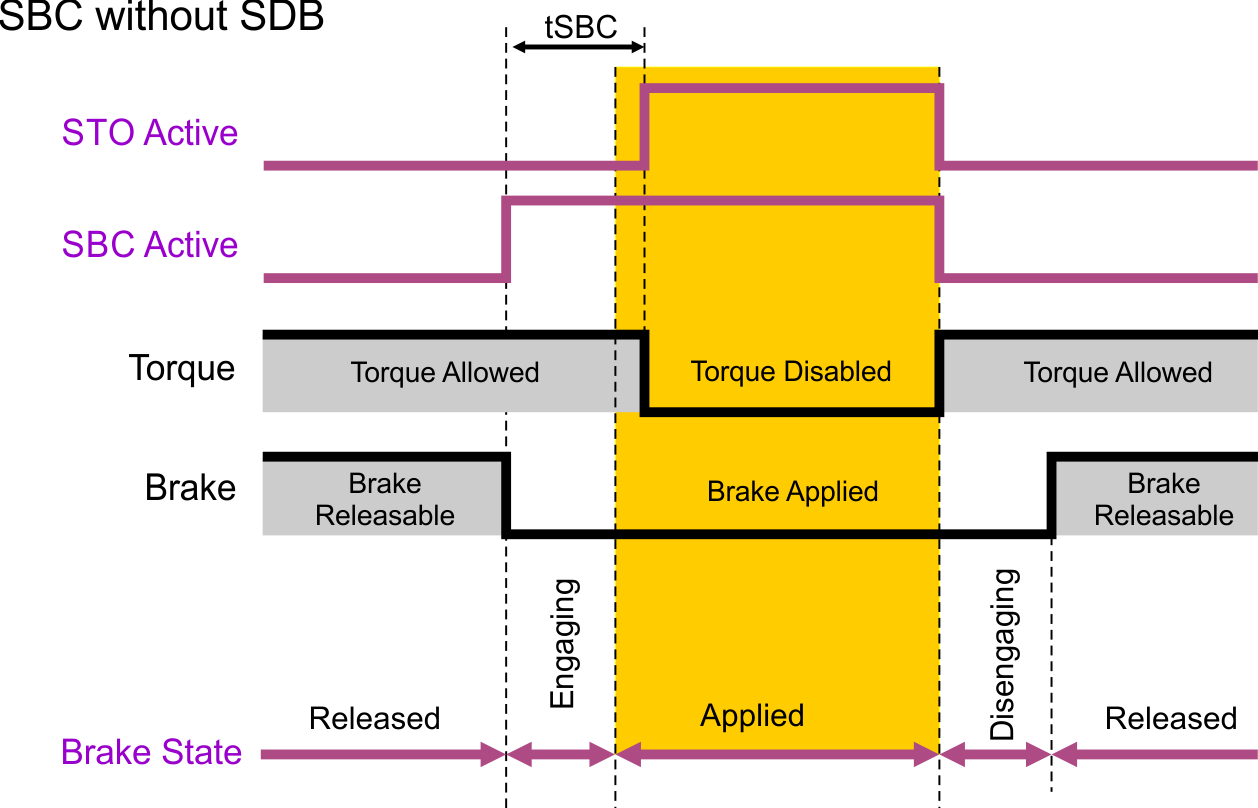 SBC without SDB
tSBC
STO Active
SBC Active
Torque
Torque Allowed
Torque Disabled
Torque Allowed
Brake
Brake
Releasable
Brake Applied
Brake
Releasable
Engaging
Disengaging
Released
Applied
Released
Brake State